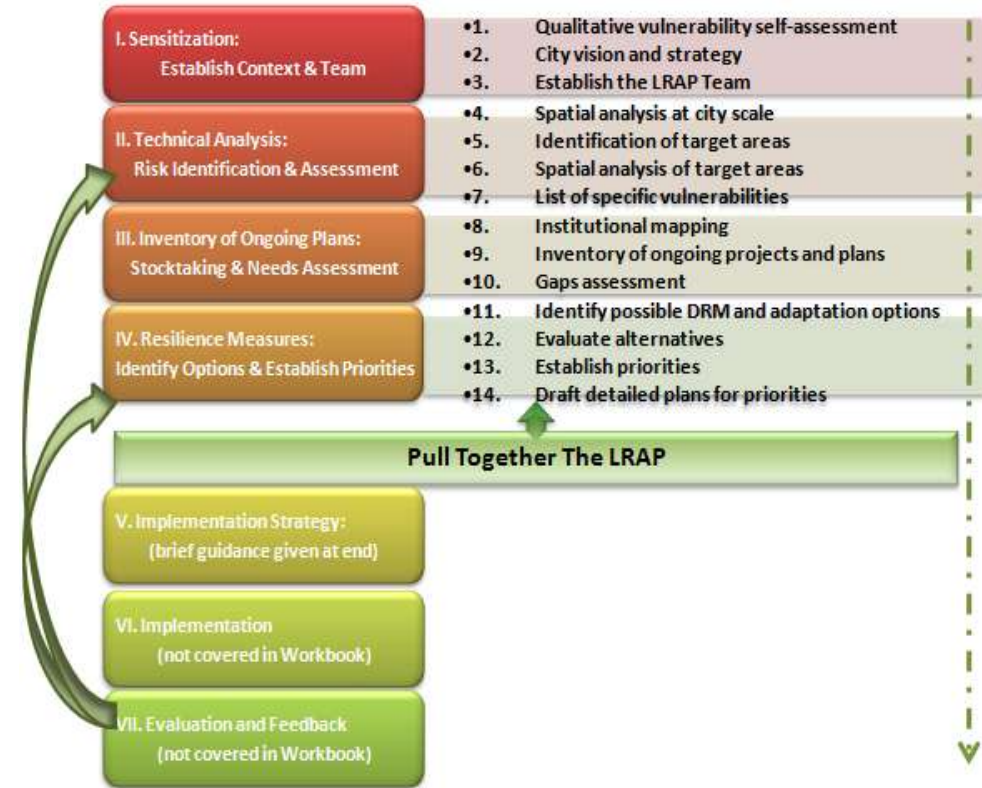 I. Sensitization:
Establish Context & Team
•1. Qualitative vulnerability self-assessment
•2. City vision and strategy
•3. Establish the LRAP Team
II. Technical Analysis:
Risk Identification & Assessment
•4. Spatial analysis at city scale
•5. Identification of target areas
•6. Spatial analysis of target areas
•7. List of specific vulnerabilities
III. Inventory of Ongoing Plans:
Stocktaking & Needs Assessment
•8. Institutional mapping
•9. Inventory of ongoing projects and plans
•10. Gaps assessment
IV. Resilience Measures:
Identify Options & Establish Priorities
•11. Identify possible DRM and adaptation options
•12. Evaluate alternatives
•13. Establish priorities
•14. Draft detailed plans for priorities
Pull Together The LRAP
V. Implementation Strategy:
(brief guidance given at end)
VI. Implementation
(not covered in Workbook)
VII. Evaluation and Feedback
(not covered in Workbook)